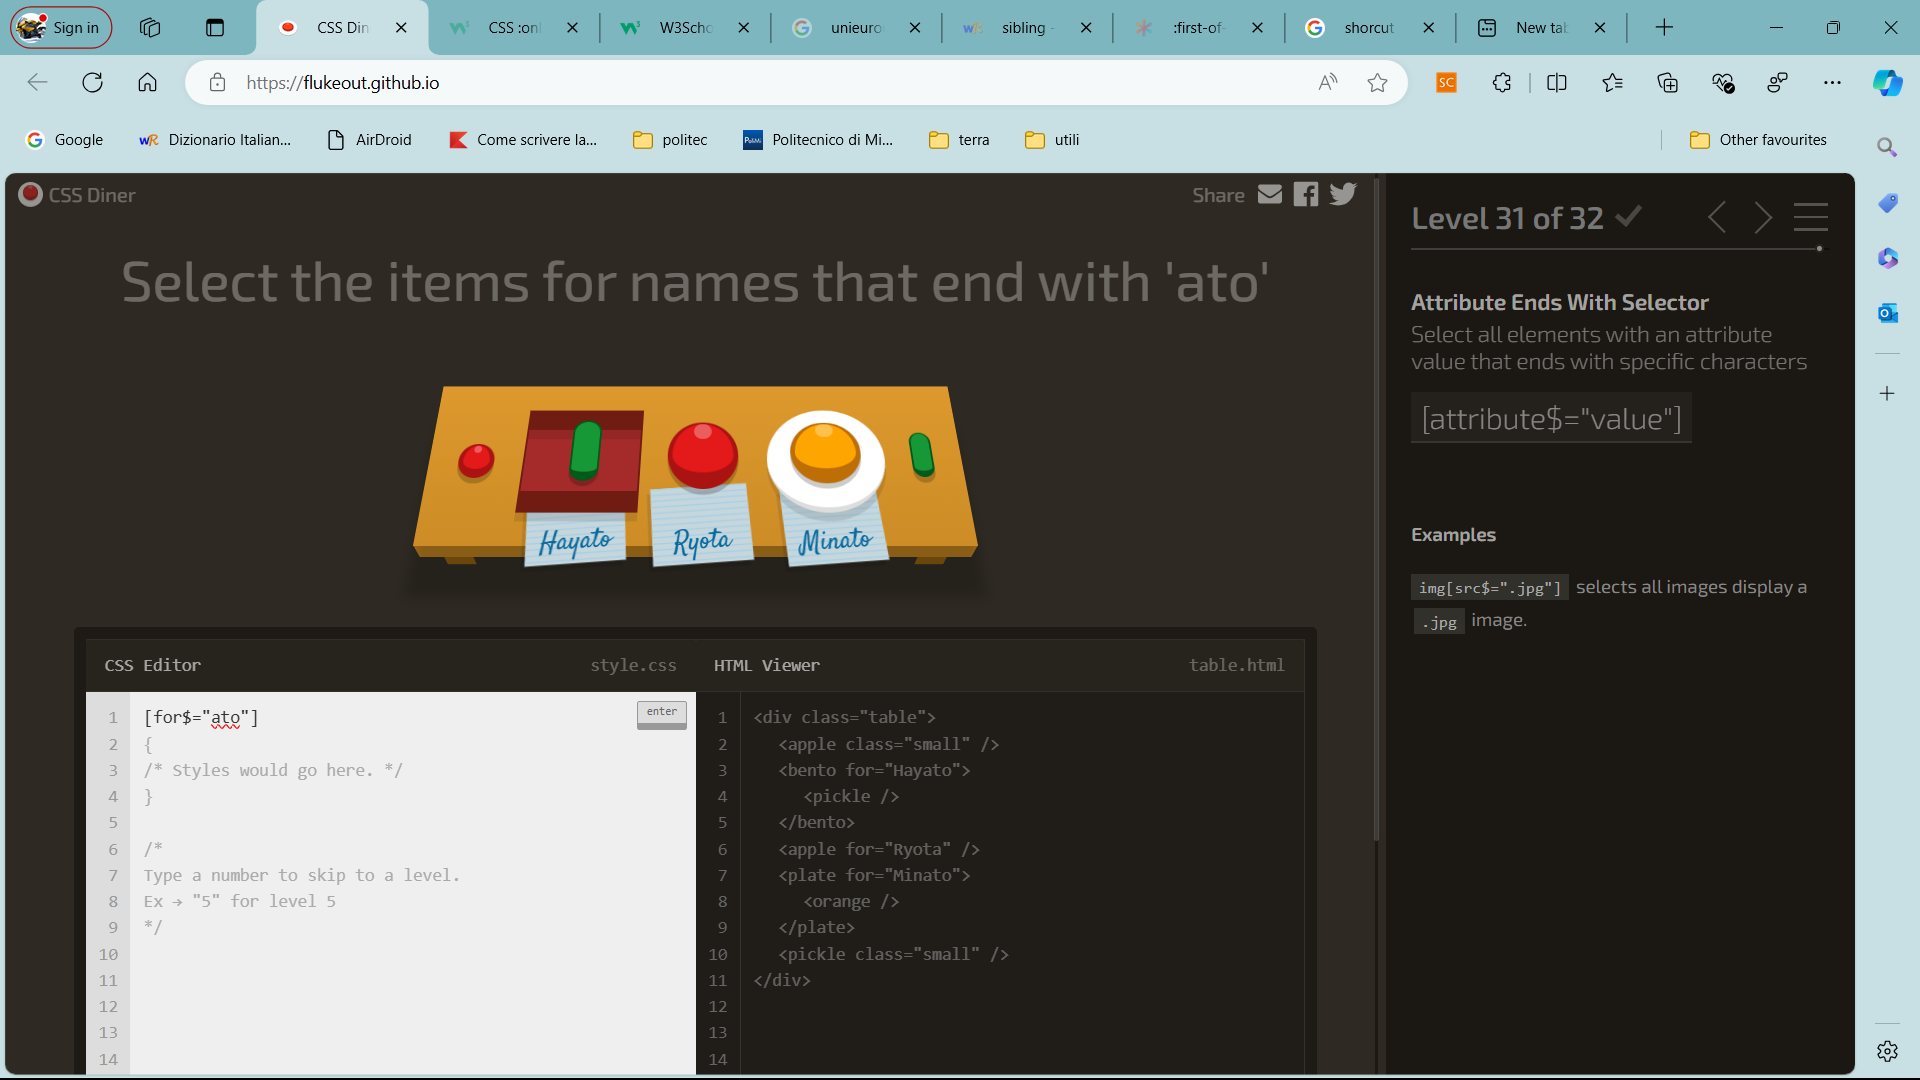 Sign in
CSS Din
CSS :onl
W3Scho
unieuro
sibling -
:first-of-
shorcut
New tab
https://flukeout.github.io
SC
Google
wR Dizionario Italian...
AirDroid
Come scrivere la...
politec
Politecnico di Mi...
terra
utili
Other favourites
CSS Diner
Share
Level 31 of 32
Select the items for names that end with 'ato'
Attribute Ends With Selector
Select all elements with an attribute
value that ends with specific characters
[attribute$="value"]
Hayato
Ryota
Minato
Examples
img[src$=".jpg"] selects all images display a
.jpg image.
CSS Editor
style.css
HTML Viewer
table.html
1 [for$="ato"]
enter
2 {
3 /* Styles would go here. */
4 }
5
6 /*
7 Type a number to skip to a level.
8 Ex → "5" for level 5
9 */
10
11
12
13
14
1 <div class="table">
2 <apple class="small" />
3 <bento for="Hayato">
4 <pickle />
5 </bento>
6 <apple for="Ryota" />
7 <plate for="Minato">
8 <orange />
9 </plate>
10 <pickle class="small" />
11 </div>
12
13
14